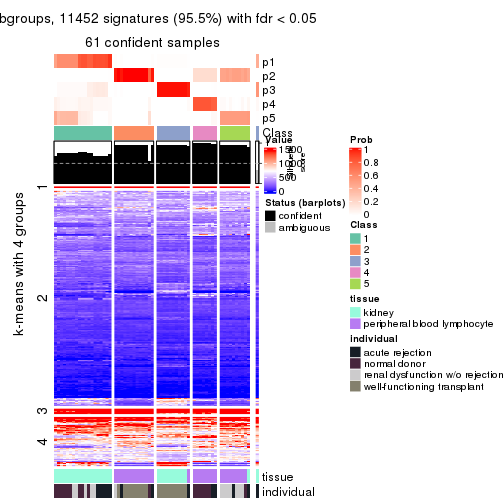 bgroups, 11452 signatures (95.5%) with fdr < 0.05
61 confident samples
p1
p2
p3
p4
p5
Class
k-means with 4 groups
1
2
3
4
tissue
individual
Value
1500
1000
500
0
Status (barplots)
confident
ambiguous
Prob
1
0.8
0.6
0.4
0.2
0
Class
1
2
3
4
5
tissue
kidney
peripheral blood lymphocyte
individual
acute rejection
normal donor
renal dysfunction w/o rejection
well-functioning transplant